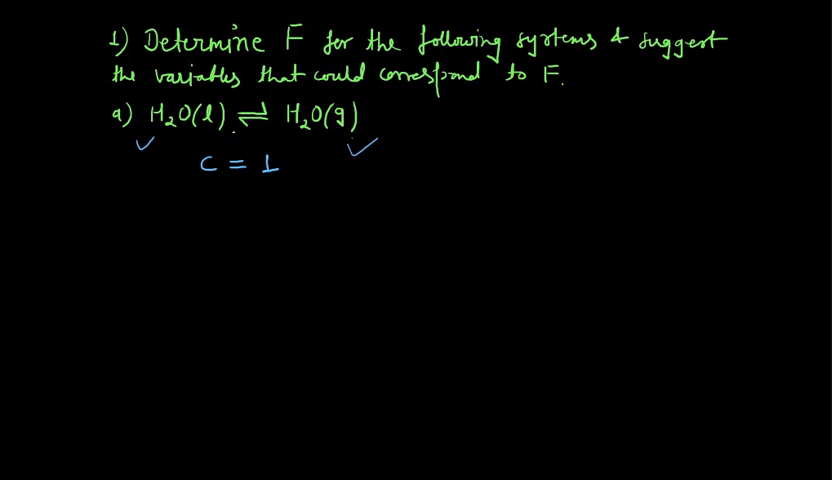 1) Determine F for the following systems & suggest
the variables that could correspond to F.
a) H₂O(l) ⇌ H₂O(g)
C = 1